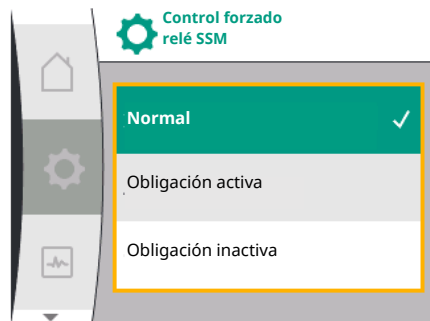 Control forzado
relé SSM
Normal
Obligación activa
Obligación inactiva